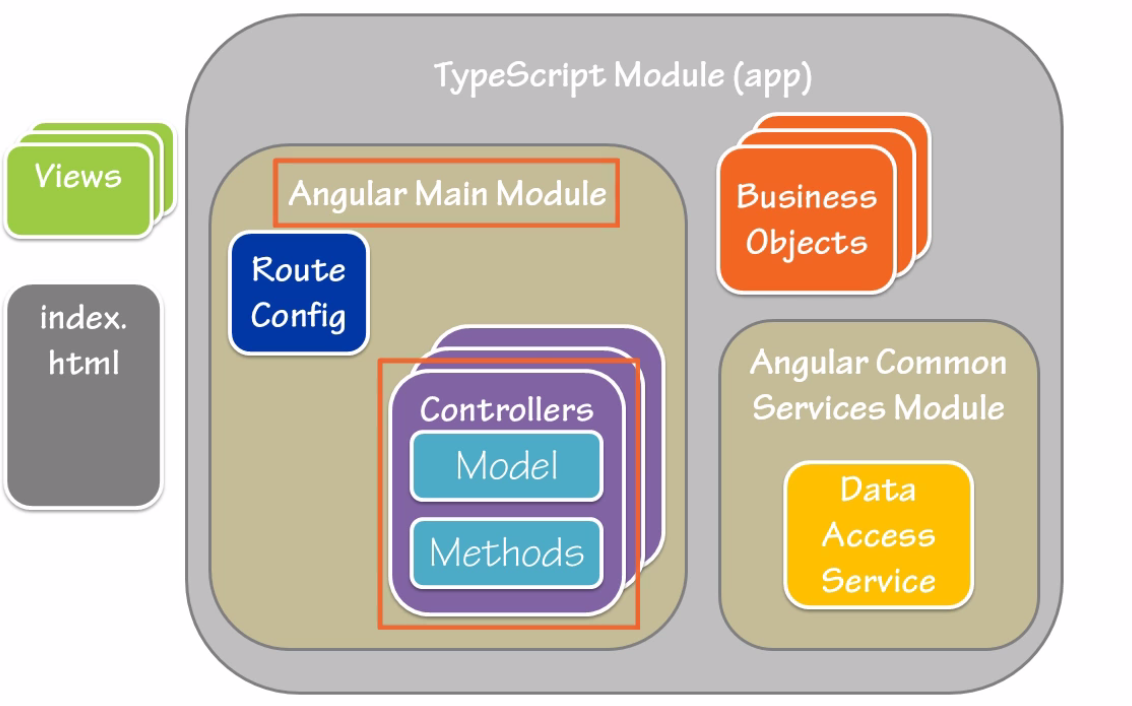 TypeScript Module (app)
Views
index.
html
Angular Main Module
Route
Config
Controllers
Model
Methods
Business
Objects
Angular Common
Services Module
Data
Access
Service